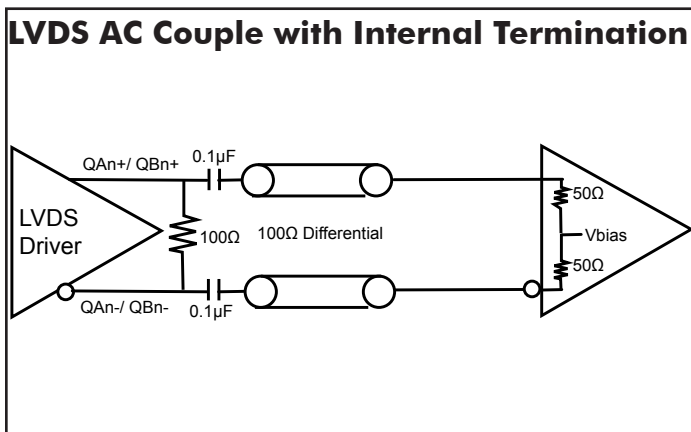 LVDS AC Couple with Internal Termination
QAn+/ QBn+
0.1µF
50Ω
LVDS
Driver
100Ω
100Ω Differential
Vbias
50Ω
QAn-/ QBn-
0.1µF